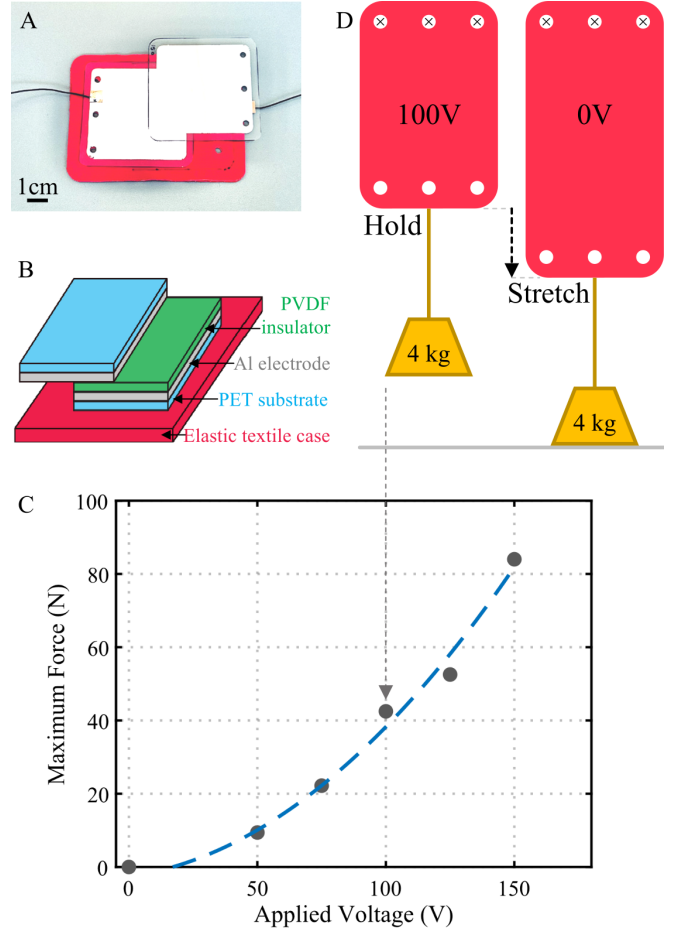 A
1cm
B
PVDF
insulator
Al electrode
PET substrate
Elastic textile case
D
100V
0V
Hold
Stretch
4 kg
4 kg
C
100
80
60
40
20
0
Maximum Force (N)
0
50
100
150
Applied Voltage (V)